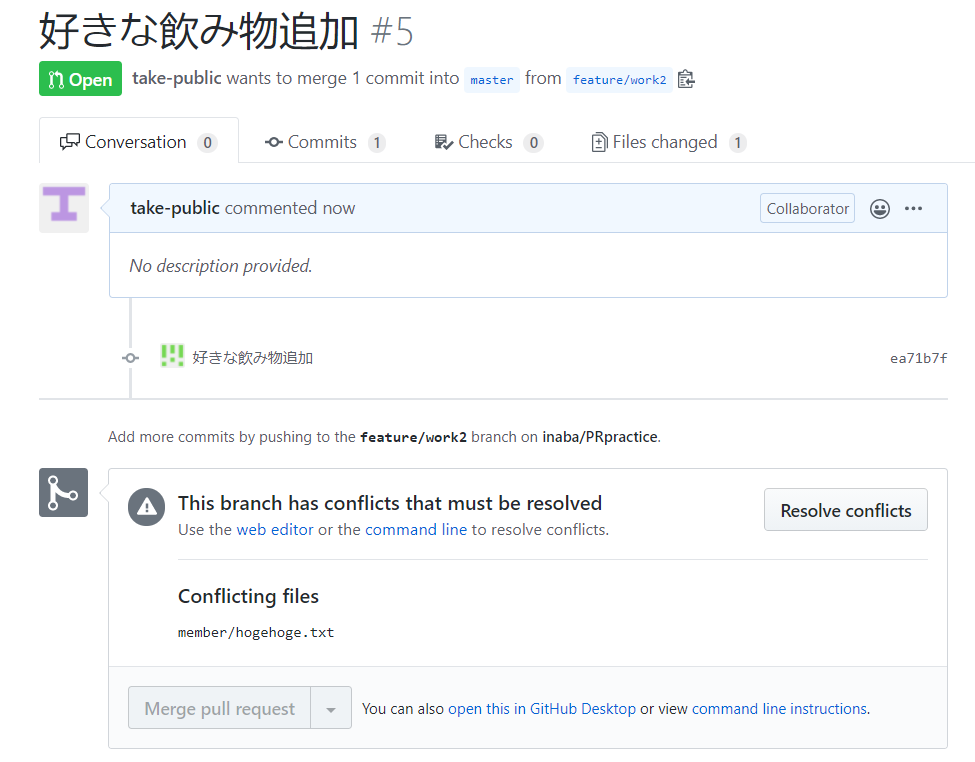 好きな飲み物追加 #5
Open take-public wants to merge 1 commit into master from feature/work2
Conversation 0 Commits 1 Checks 0 Files changed 1
take-public commented now Collaborator
No description provided.
好きな飲み物追加 ea71b7f
Add more commits by pushing to the feature/work2 branch on inaba/PRpractice.
This branch has conflicts that must be resolved
Resolve conflicts
Use the web editor or the command line to resolve conflicts.
Conflicting files
member/hogehoge.txt
Merge pull request You can also open this in GitHub Desktop or view command line instructions.